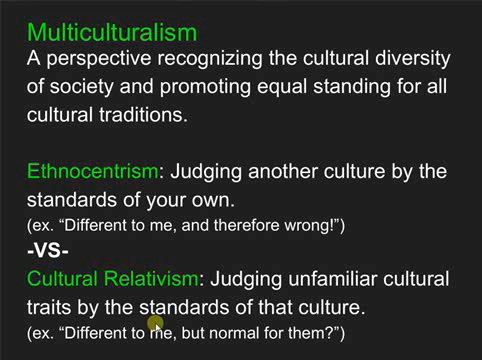 Multiculturalism
A perspective recognizing the cultural diversity
of society and promoting equal standing for all
cultural traditions.
Ethnocentrism: Judging another culture by the
standards of your own.
(ex. “Different to me, and therefore wrong!”)
-VS-
Cultural Relativism: Judging unfamiliar cultural
traits by the standards of that culture.
(ex. “Different to me, but normal for them?”)